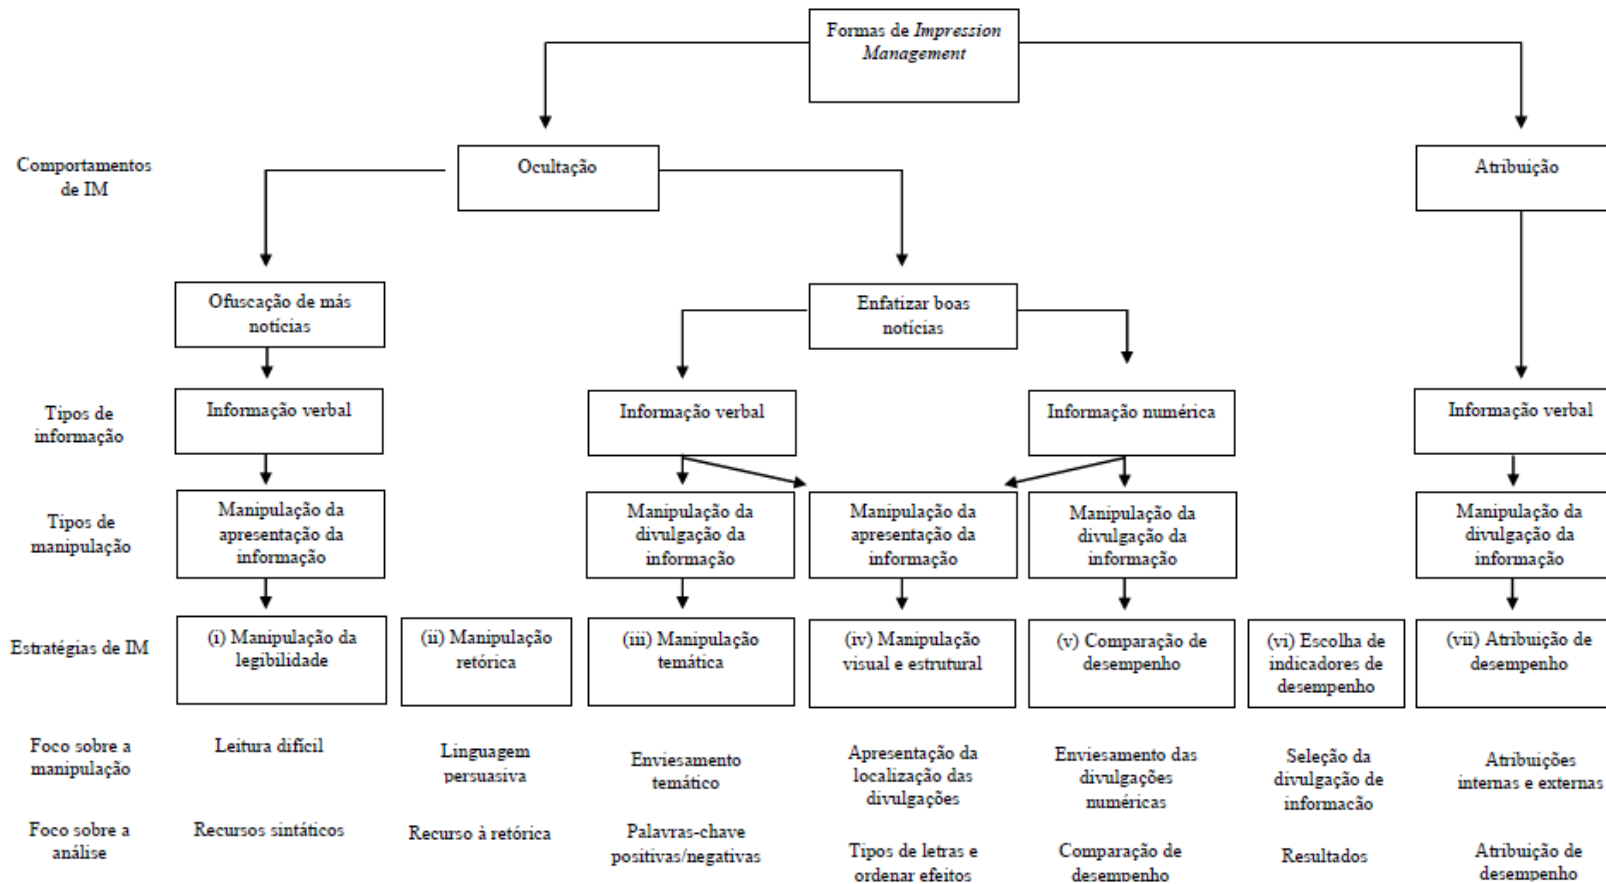 Formas de Impression
Management
Comportamentos
de IM
Ocultação
Atribuição
Ofuscação de más
notícias
Enfatizar boas
notícias
Tipos de
informação
Informação verbal
Informação verbal
Informação numérica
Informação verbal
Tipos de
manipulação
Manipulação da
apresentação da
informação
Manipulação da
divulgação da
informação
Manipulação da
apresentação da
informação
Manipulação da
divulgação da
informação
Manipulação da
divulgação da
informação
Estratégias de IM
(i) Manipulação da
legibilidade
(ii) Manipulação
retórica
(iii) Manipulação
temática
(iv) Manipulação
visual e estrutural
(v) Comparação de
desempenho
(vi) Escolha de
indicadores de
desempenho
(vii) Atribuição de
desempenho
Foco sobre a
manipulação
Leitura difícil
Linguagem
persuasiva
Enviesamento
temático
Apresentação da
localização das
divulgações
Enviesamento das
divulgações
numéricas
Seleção da
divulgação de
informacão
Atribuições
internas e externas
Foco sobre a
análise
Recursos sintáticos
Recurso à retórica
Palavras-chave
positivas/negativas
Tipos de letras e
ordenar efeitos
Comparação de
desempenho
Resultados
Atribuição de
desempenho